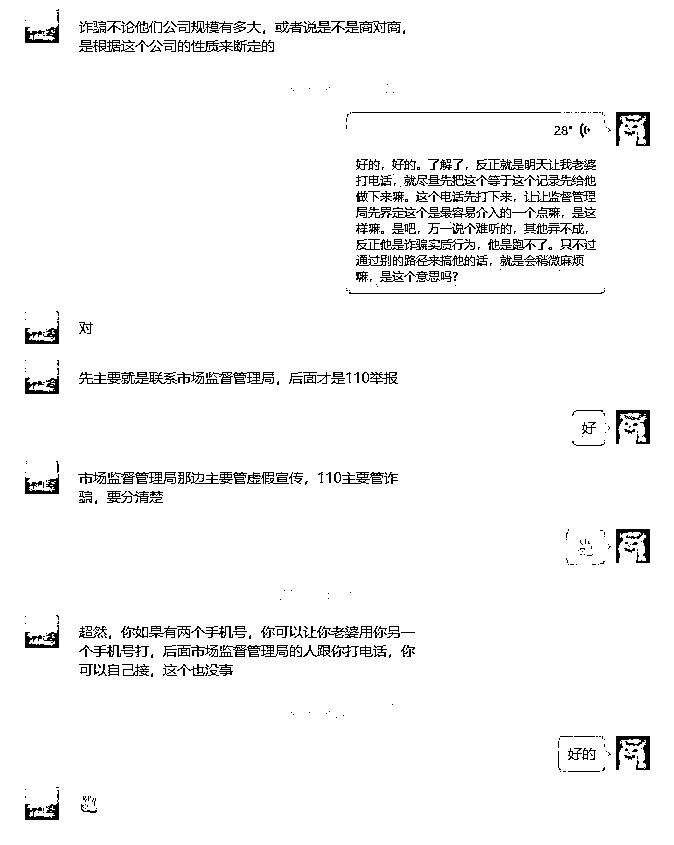 诈骗不论他们公司规模有多大，或者说是不是商对商，
是根据这个公司的性质来断定的
28"
好的，好的。了解了，反正就是明天让我老婆
打电话，就尽量先把这个等于这个记录先给他
做下来嘛。这个电话先打下来，让让监督管理
局先界定这个是最容易介入的一个点嘛，是这
样嘛。是吧，万一说个难听的，其他弄不成，
反正他是诈骗实质行为，他是跑不了。只不过
通过别的路径来搞他的话，就是会稍微麻烦
嘛，是这个意思吗？
对
先主要就是联系市场监督管理局，后面才是110举报
好
市场监督管理局那边主要管虚假宣传，110主要管诈
骗，要分清楚
超然，你如果有两个手机号，你可以让你老婆用你另一
个手机号打，后面市场监督管理局的人跟你打电话，你
可以自己接，这个也没事
好的